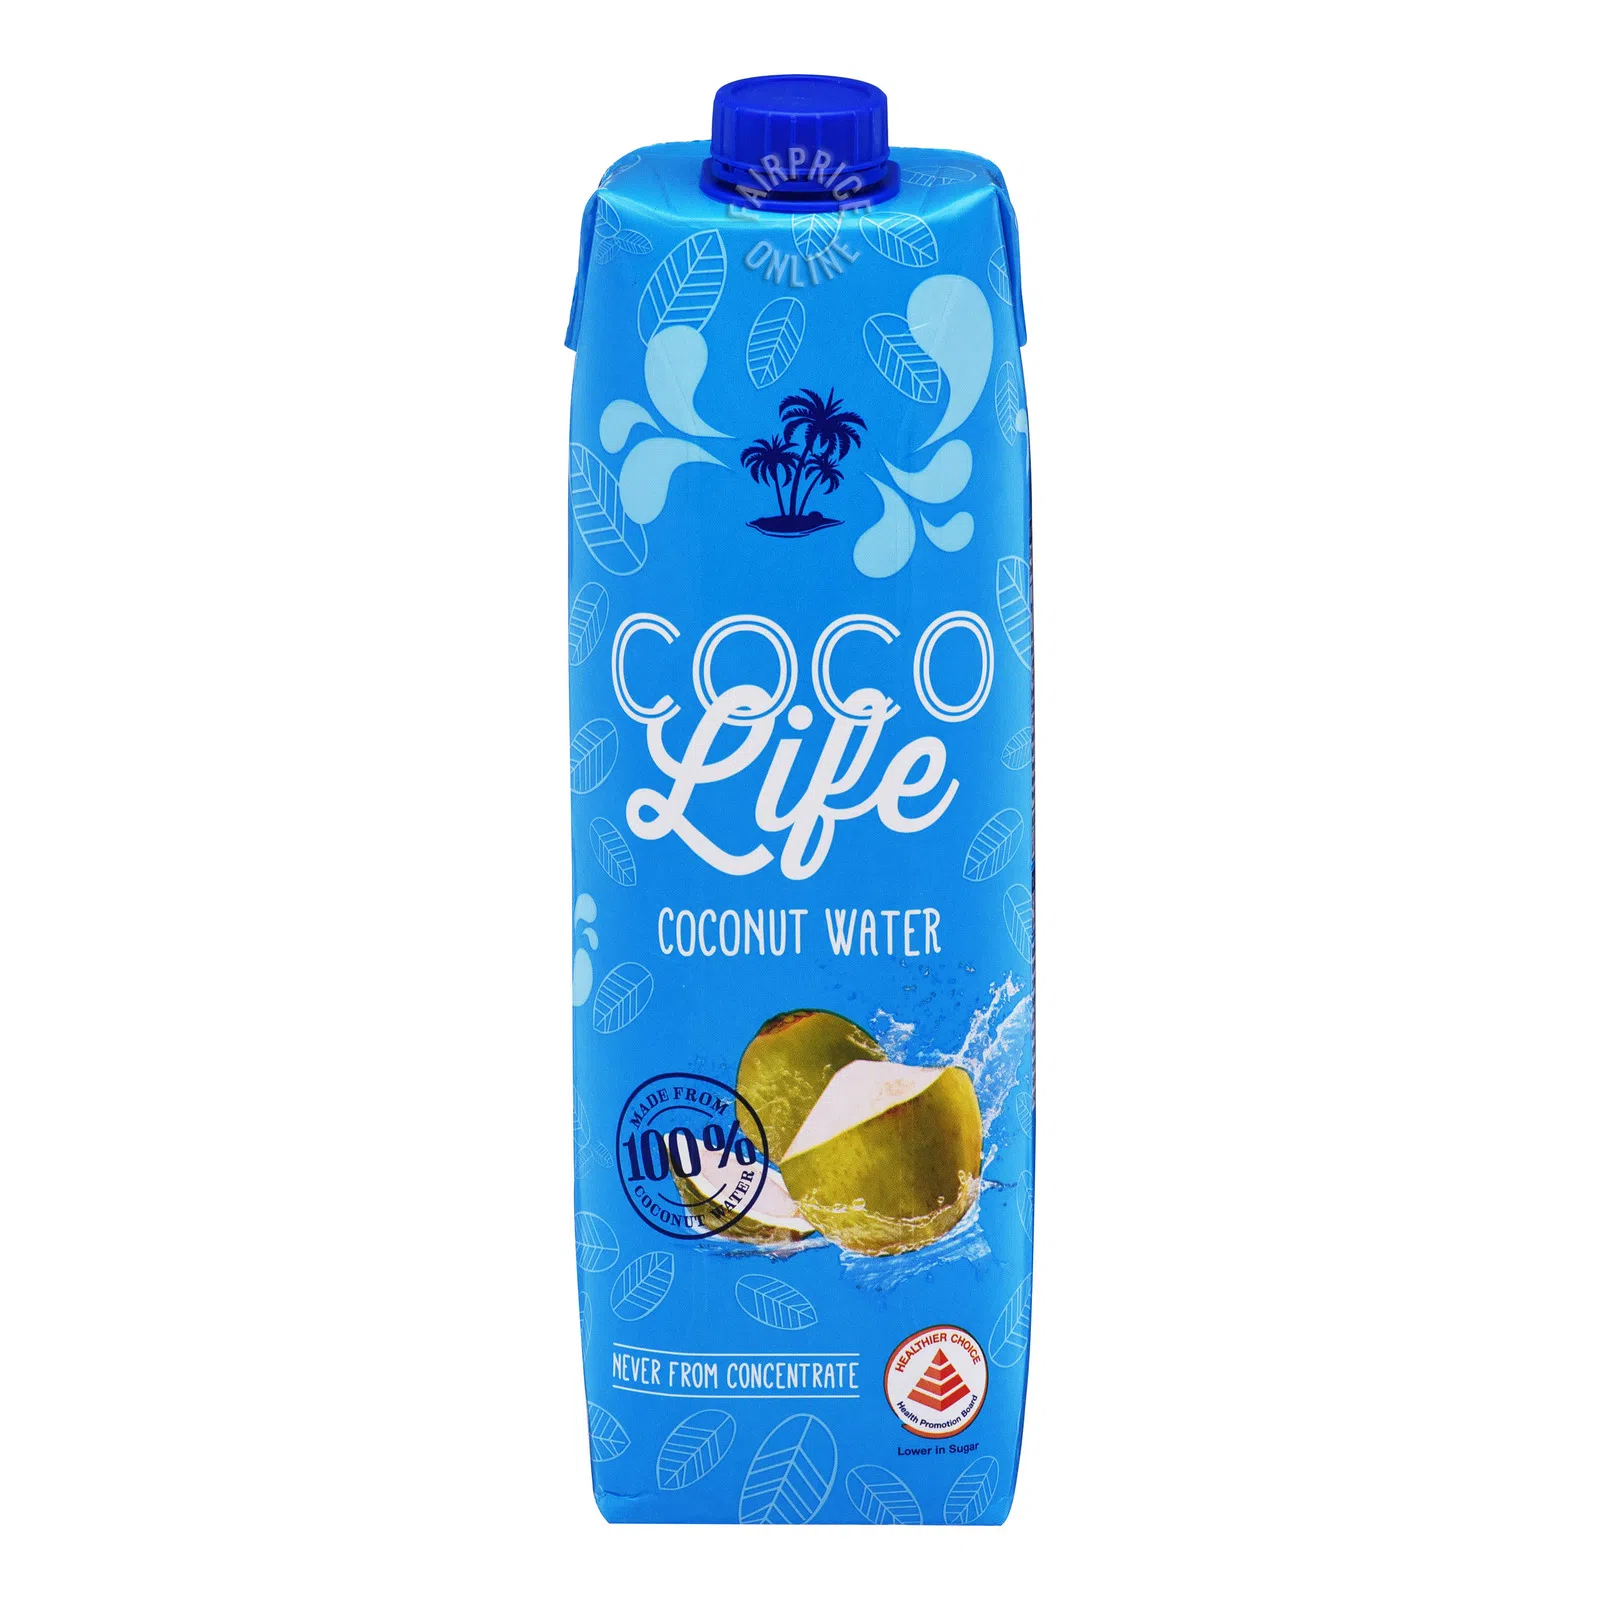 FAIRPRICE
ONLINE
COCO
Life
COCONUT WATER
MADE FROM
100%
COCONUT WATER
NEVER FROM CONCENTRATE
HEALTHIER CHOICE
Health Promotion Board
Lower in Sugar